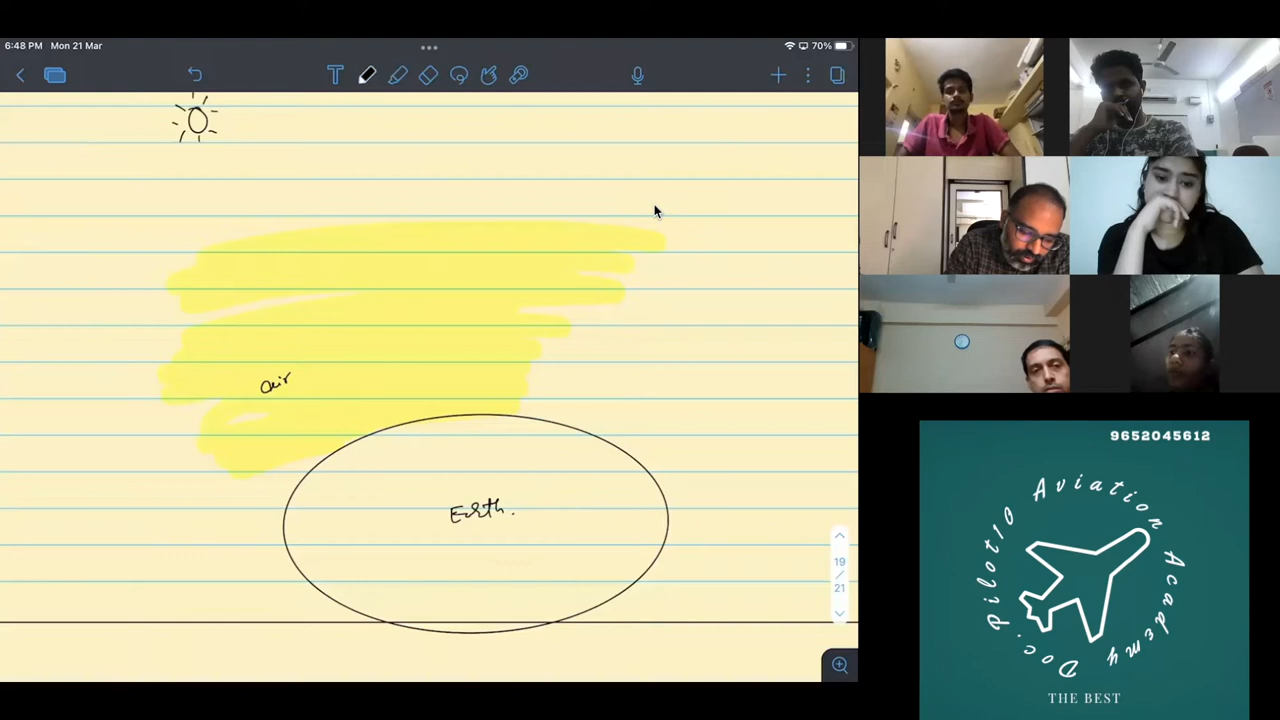 6:48 PM Mon 21 Mar
70%
air
Earth.
19
/
21
9652045612
Doc.Pilot10 Aviation Academy
THE BEST